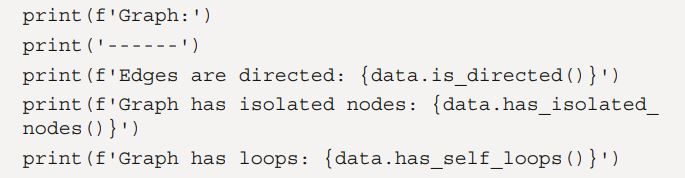 print(f'Graph:')
print('------')
print(f'Edges are directed: {data.is_directed()}')
print(f'Graph has isolated nodes: {data.has_isolated_
nodes()}')
print(f'Graph has loops: {data.has_self_loops()}')